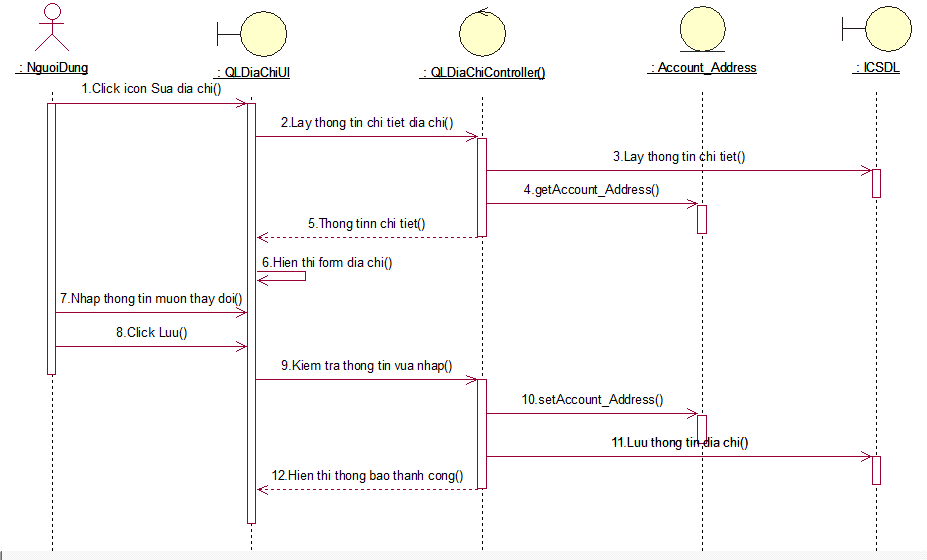 : NguoiDung
: QLDiaChiUI
: QLDiaChiController()
: Account_Address
: ICSDL
1.Click icon Sua dia chi()
2.Lay thong tin chi tiet dia chi()
3.Lay thong tin chi tiet()
4.getAccount_Address()
5.Thong tinn chi tiet()
6.Hien thi form dia chi()
7.Nhap thong tin muon thay doi()
8.Click Luu()
9.Kiem tra thong tin vua nhap()
10.setAccount_Address()
11.Luu thong tin dia chi()
12.Hien thi thong bao thanh cong()